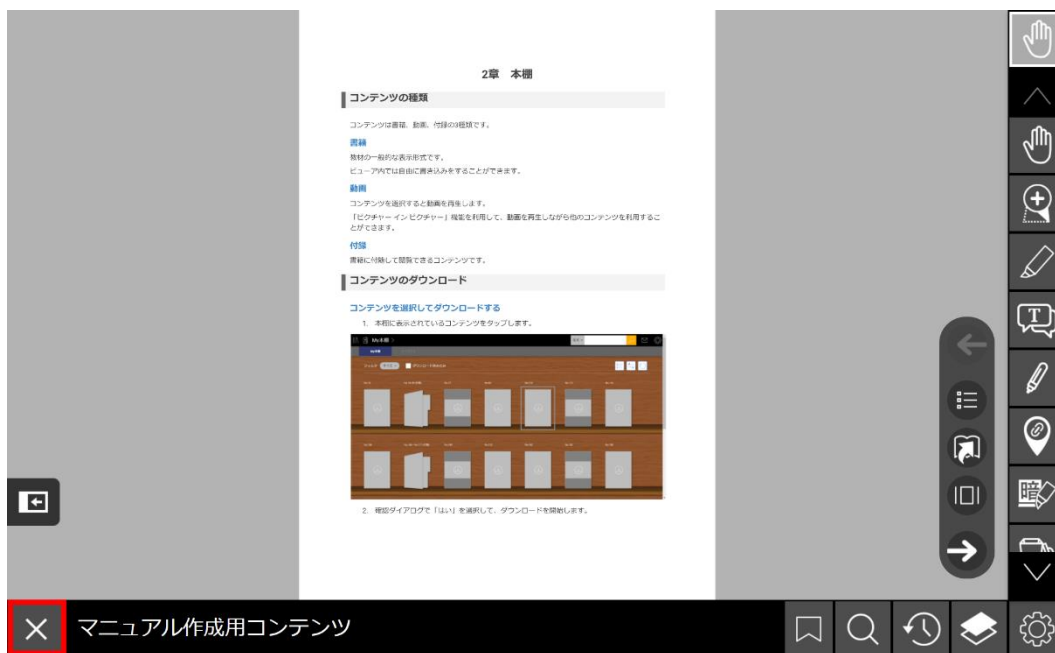 2章 本棚
コンテンツの種類
コンテンツは書籍、動画、付録の3種類です。
書籍
教材の一般的な表示形式です。
ビューア内では自由に書き込みをすることができます。
動画
コンテンツを選択すると動画を再生します。
「ピクチャー イン ピクチャー」機能を利用して、動画を再生しながら他のコンテンツを利用するこ
とができます。
付録
書籍に付随して閲覧できるコンテンツです。
コンテンツのダウンロード
コンテンツを選択してダウンロードする
1. 本棚に表示されているコンテンツをタップします。
My本棚
2. 確認ダイアログで「はい」を選択して、ダウンロードを開始します。
T
暗
マニュアル作成用コンテンツ